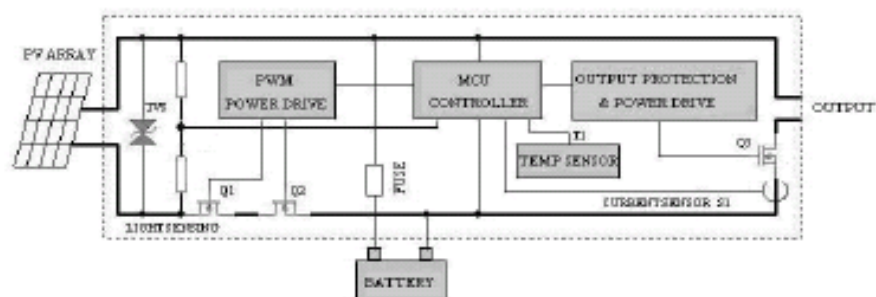 PV ARRAY
TVS
PWM
POWER DRIVE
MCU
CONTROLLER
OUTPUT PROTECTION
& POWER DRIVE
OUTPUT
TEMP SENSOR
Q3
Q1
Q2
FUSE
CURRENTSENSOR S1
LIGHTSENSING
BATTERY